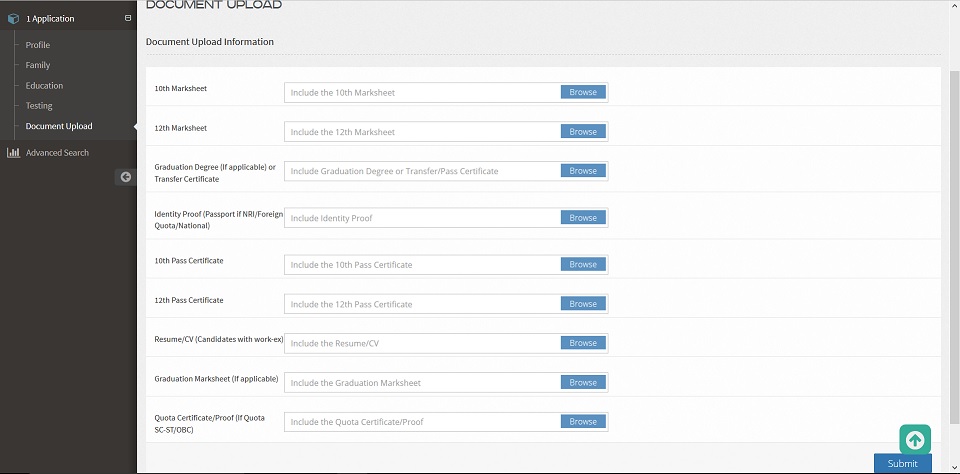 DOCUMENT UPLOAD
1 Application
Document Upload Information
Profile
Family
Education
Testing
Document Upload
Advanced Search
10th Marksheet
Include the 10th Marksheet
Browse
12th Marksheet
Include the 12th Marksheet
Browse
Graduation Degree (If applicable) or
Transfer Certificate
Include Graduation Degree or Transfer/Pass Certificate
Browse
Identity Proof (Passport if NRI/Foreign
Quota/National)
Include Identity Proof
Browse
10th Pass Certificate
Include the 10th Pass Certificate
Browse
12th Pass Certificate
Include the 12th Pass Certificate
Browse
Resume/CV (Candidates with work-ex)
Include the Resume/CV
Browse
Graduation Marksheet (If applicable)
Include the Graduation Marksheet
Browse
Quota Certificate/Proof (If Quota
SC-ST/OBC)
Include the Quota Certificate/Proof
Browse
Submit